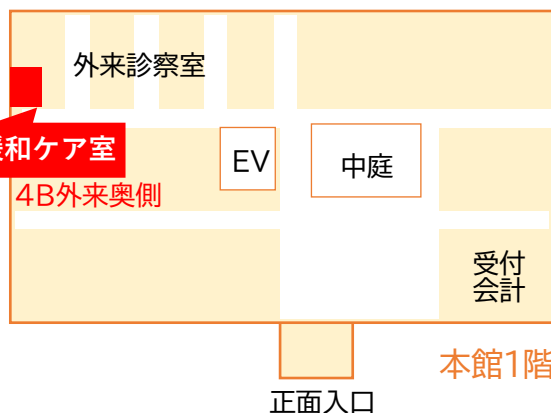 外来診察室
和ケア室
4B外来奥側
EV
中庭
受付
会計
本館1階
正面入口